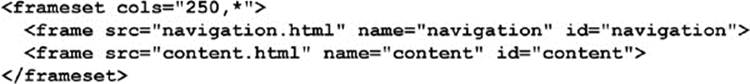 <frameset cols="250,*">
  <frame src="navigation.html" name="navigation" id="navigation">
  <frame src="content.html" name="content" id="content">
</frameset>